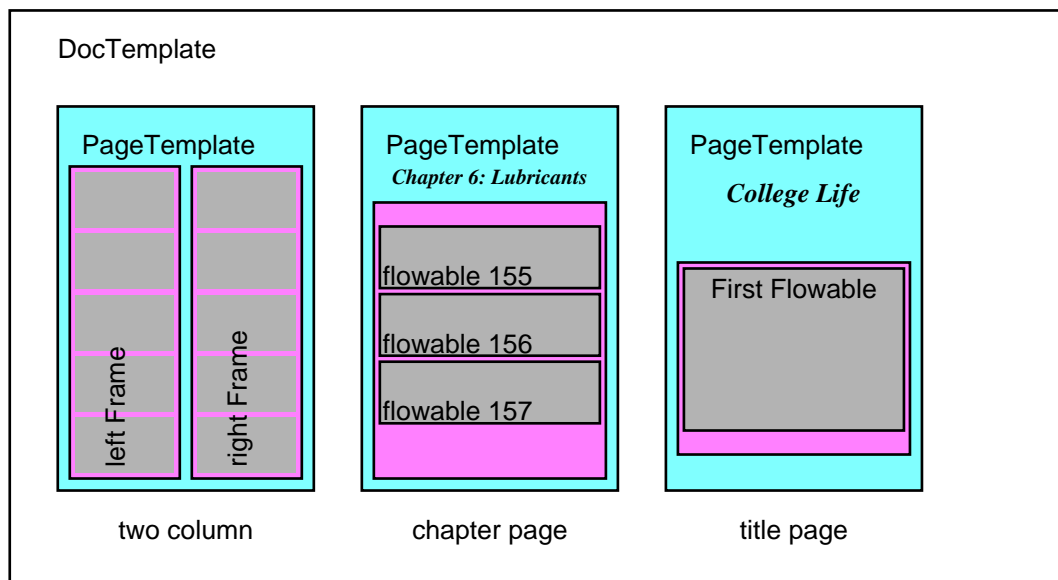 DocTemplate
PageTemplate
left Frame
right Frame
two column
PageTemplate
Chapter 6: Lubricants
flowable 155
flowable 156
flowable 157
chapter page
PageTemplate
College Life
First Flowable
title page